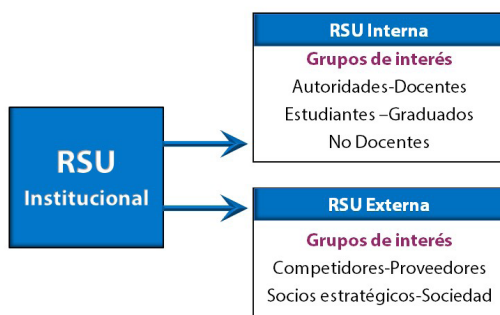 RSU
Institucional
RSU Interna
Grupos de interés
Autoridades-Docentes
Estudiantes –Graduados
No Docentes
RSU Externa
Grupos de interés
Competidores-Proveedores
Socios estratégicos-Sociedad